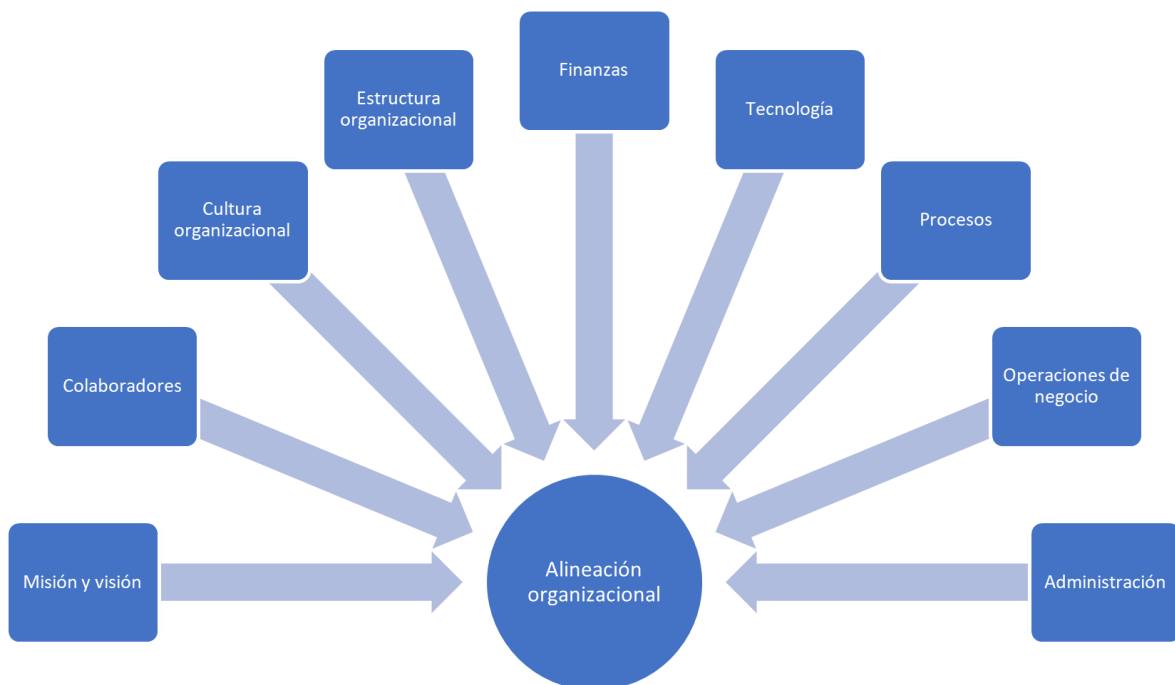 Finanzas
Estructura
organizacional
Tecnología
Cultura
organizacional
Procesos
Colaboradores
Operaciones de
negocio
Misión y visión
Alineación
organizacional
Administración